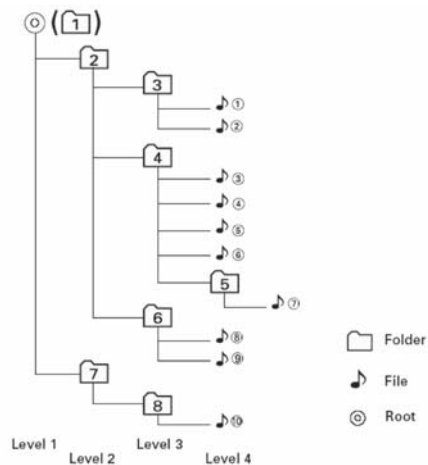 (1)
2
3
①
②
4
③
④
⑤
⑥
5
⑦
6
⑧
⑨
7
8
⑩
Folder
File
Root
Level 1
Level 2
Level 3
Level 4